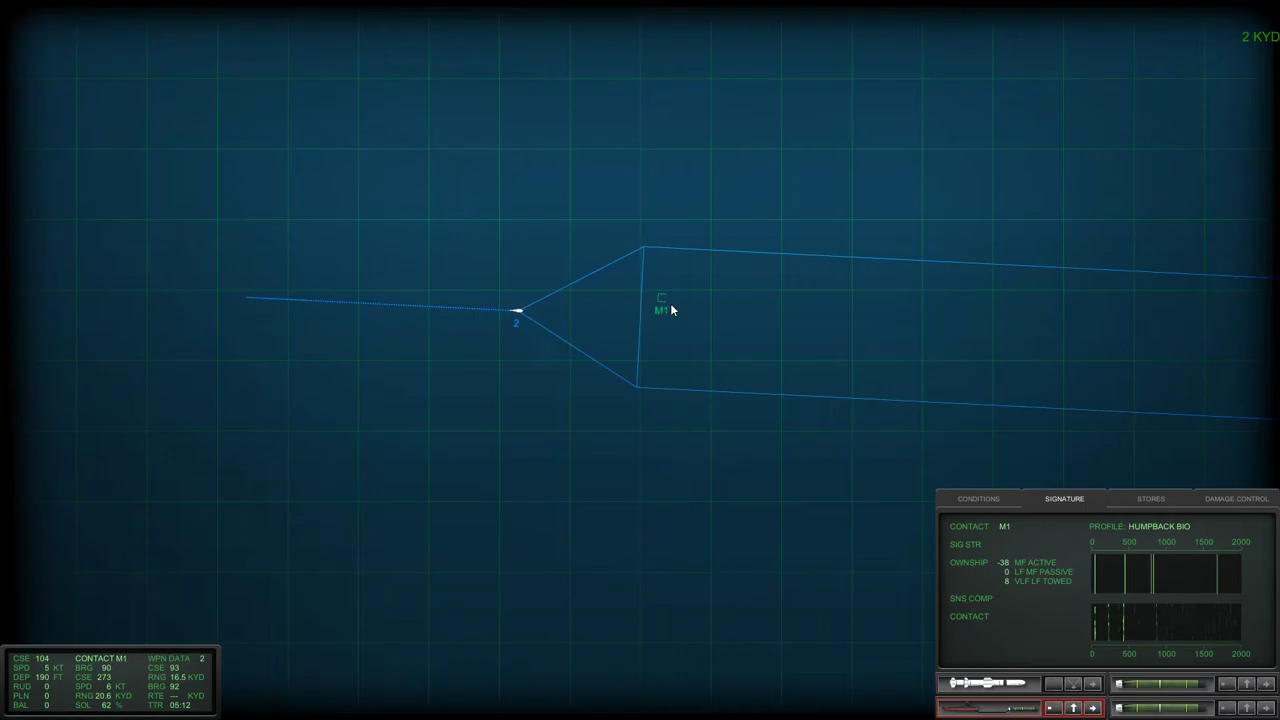 2 KYD
M1
2
CONDITIONS SIGNATURE STORES DAMAGE CONTROL
CONTACT M1 PROFILE: HUMPBACK BIO
SIG STR 0 500 1000 1500 2000
OWNSHIP -38 MF ACTIVE
0 LF MF PASSIVE
8 VLF LF TOWED
SNS COMP
CONTACT
0 500 1000 1500 2000
CSE 104 CONTACT M1 WPN DATA 2
SPD 5 KT BRG 90 CSE 93
DEP 190 FT CSE 273 RNG 16.5 KYD
RUD 0 SPD 6 KT BRG 92
PLN 0 RNG 20.6 KYD RTE --- KYD
BAL 0 SOL 62 % TTR 05:12